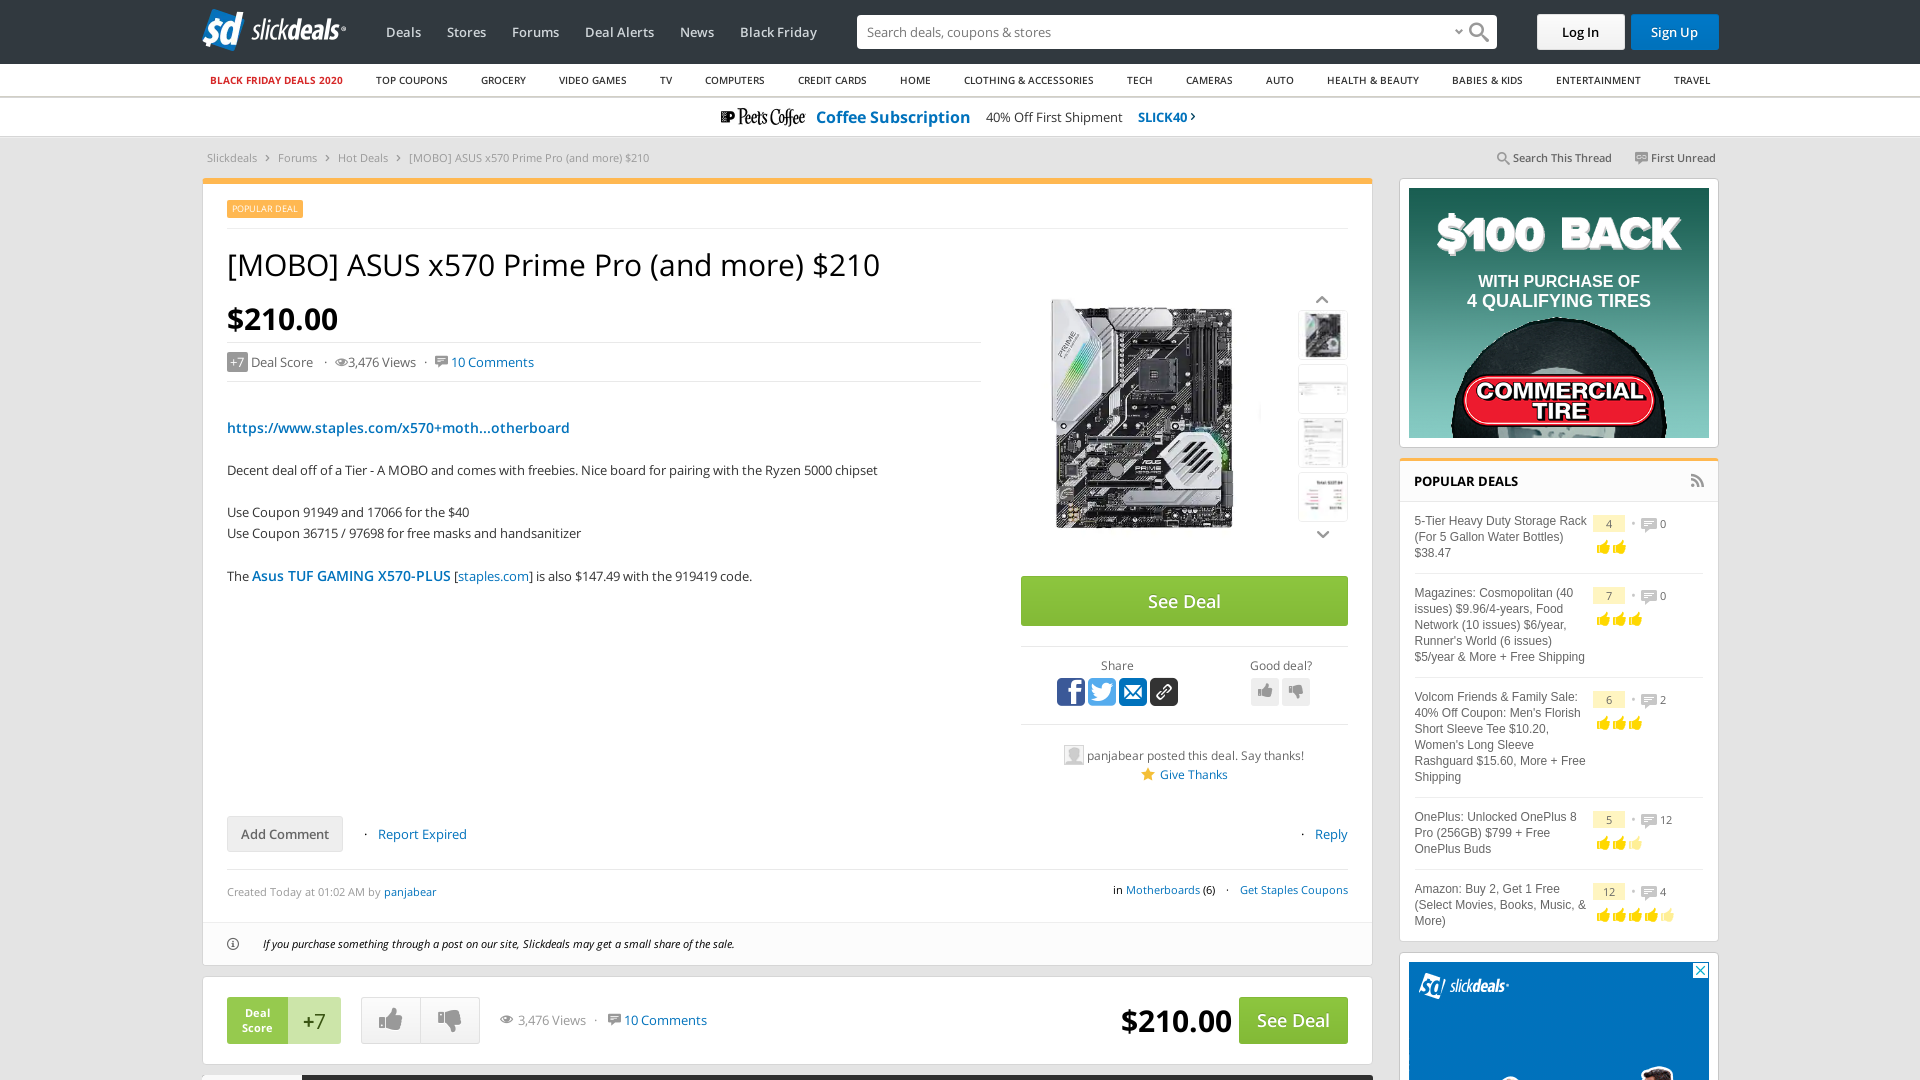 slickdeals
Deals
Stores
Forums
Deal Alerts
News
Black Friday
Search deals, coupons & stores
Log In
Sign Up
BLACK FRIDAY DEALS 2020
TOP COUPONS
GROCERY
VIDEO GAMES
TV
COMPUTERS
CREDIT CARDS
HOME
CLOTHING & ACCESSORIES
TECH
CAMERAS
AUTO
HEALTH & BEAUTY
BABIES & KIDS
ENTERTAINMENT
TRAVEL
Peet's Coffee Coffee Subscription 40% Off First Shipment SLICK40 ›
Slickdeals › Forums › Hot Deals › [MOBO] ASUS x570 Prime Pro (and more) $210
Search This Thread
First Unread
POPULAR DEAL
[MOBO] ASUS x570 Prime Pro (and more) $210
$210.00
+7 Deal Score · 3,476 Views · 10 Comments
https://www.staples.com/x570+moth...otherboard
Decent deal off of a Tier - A MOBO and comes with freebies. Nice board for pairing with the Ryzen 5000 chipset
Use Coupon 91949 and 17066 for the $40
Use Coupon 36715 / 97698 for free masks and handsanitizer
The Asus TUF GAMING X570-PLUS [staples.com] is also $147.49 with the 919419 code.
See Deal
Share
Good deal?
panjabear posted this deal. Say thanks!
Give Thanks
Add Comment
· Report Expired
· Reply
Created Today at 01:02 AM by panjabear
in Motherboards (6) · Get Staples Coupons
If you purchase something through a post on our site, Slickdeals may get a small share of the sale.
Deal
Score
+7
3,476 Views · 10 Comments
$210.00
See Deal
$100 BACK
WITH PURCHASE OF
4 QUALIFYING TIRES
COMMERCIAL
TIRE
POPULAR DEALS
5-Tier Heavy Duty Storage Rack
(For 5 Gallon Water Bottles)
$38.47
4 · 0
Magazines: Cosmopolitan (40
issues) $9.96/4-years, Food
Network (10 issues) $6/year,
Runner's World (6 issues)
$5/year & More + Free Shipping
7 · 0
Volcom Friends & Family Sale:
40% Off Coupon: Men's Florish
Short Sleeve Tee $10.20,
Women's Long Sleeve
Rashguard $15.60, More + Free
Shipping
6 · 2
OnePlus: Unlocked OnePlus 8
Pro (256GB) $799 + Free
OnePlus Buds
5 · 12
Amazon: Buy 2, Get 1 Free
(Select Movies, Books, Music, &
More)
12 · 4
slickdeals